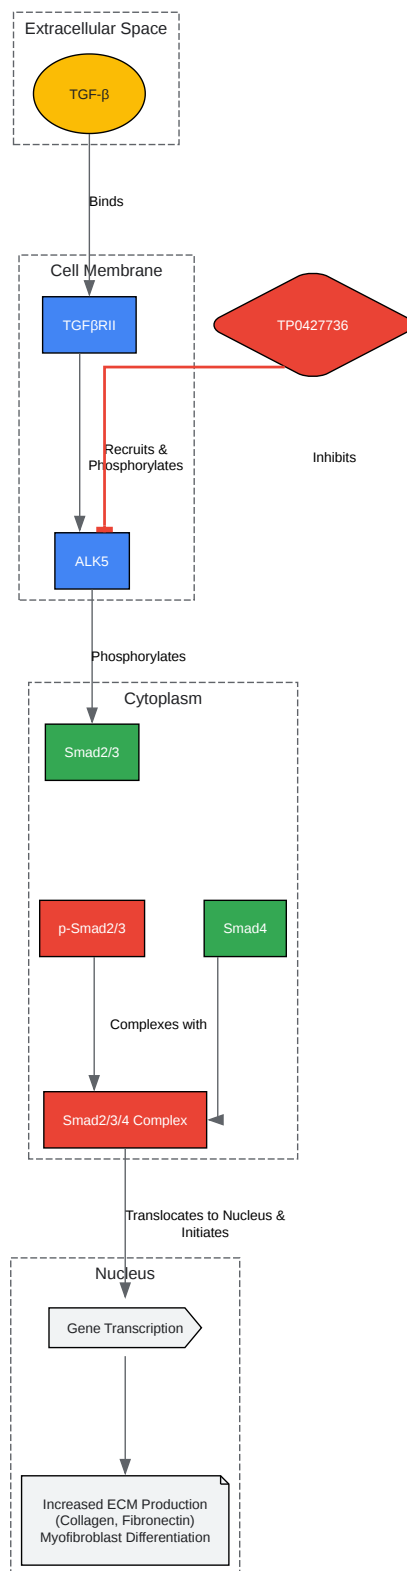 Extracellular Space
TGF-β
Binds
Cell Membrane
TGFβRII
TP0427736
Recruits &
Phosphorylates
Inhibits
ALK5
Phosphorylates
Cytoplasm
Smad2/3
p-Smad2/3
Smad4
Complexes with
Smad2/3/4 Complex
Translocates to Nucleus &
Initiates
Nucleus
Gene Transcription
Increased ECM Production
(Collagen, Fibronectin)
Myofibroblast Differentiation